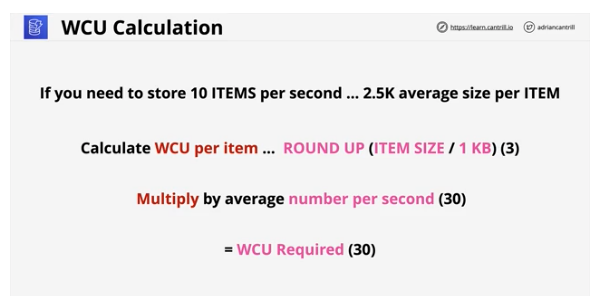 WCU Calculation
https://learn.cantrill.io
adriancantrill
If you need to store 10 ITEMS per second ... 2.5K average size per ITEM
Calculate WCU per item ... ROUND UP (ITEM SIZE / 1 KB) (3)
Multiply by average number per second (30)
= WCU Required (30)